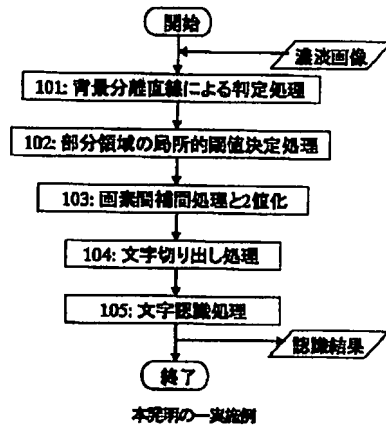 開始
濃淡画像
101: 背景分離直線による判定処理
102: 部分領域の局所的閾値決定処理
103: 画素間補間処理と2値化
104: 文字切り出し処理
105: 文字認識処理
認識結果
終了
本発明の一実施例